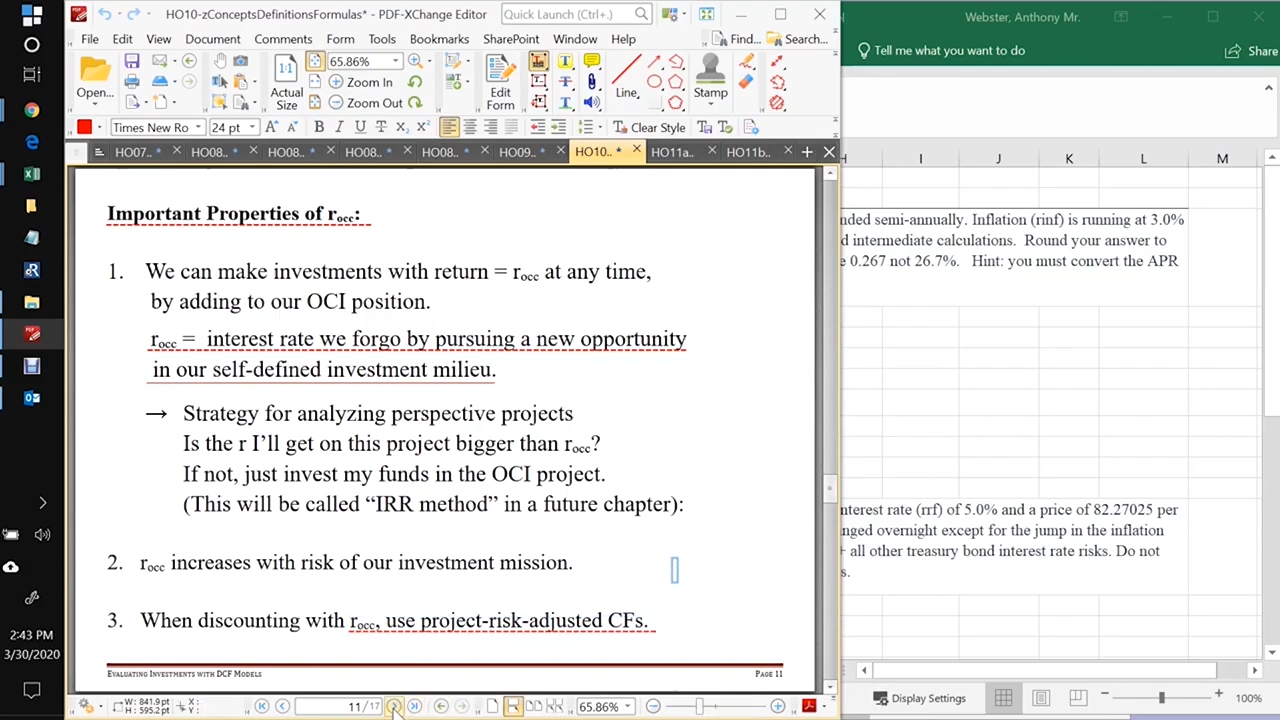 HO10-zConceptsDefinitionsFormulas* - PDF-XChange Editor
Quick Launch (Ctrl+.)
File Edit View Document Comments Form Tools Bookmarks SharePoint Window Help
Find...
Search...
Open...
1:1
Actual
Size
65.86%
Zoom In
Zoom Out
Edit
Form
Line
Stamp
Times New Ro
24 pt
Clear Style
HO07.. HO08.. HO08.. HO08.. HO08.. HO09.. HO10.. * HO11a.. HO11b..
Important Properties of rocc:
1. We can make investments with return = rocc at any time,
by adding to our OCI position.
rocc = interest rate we forgo by pursuing a new opportunity
in our self-defined investment milieu.
→ Strategy for analyzing perspective projects
Is the r I’ll get on this project bigger than rocc?
If not, just invest my funds in the OCI project.
(This will be called “IRR method” in a future chapter):
2. rocc increases with risk of our investment mission.
3. When discounting with rocc, use project-risk-adjusted CFs.
Evaluating Investments with DCF Models
Page 11
W: 841.9pt
H: 595.2pt
X:
Y:
11 / 17
65.86%
2:43 PM
3/30/2020
Webster, Anthony Mr.
Tell me what you want to do
Share
H I J K L M
nded semi-annually. Inflation (rinf) is running at 3.0%
d intermediate calculations. Round your answer to
e 0.267 not 26.7%. Hint: you must convert the APR
nterest rate (rrf) of 5.0% and a price of 82.27025 per
nged overnight except for the jump in the inflation
+ all other treasury bond interest rate risks. Do not
s.
Display Settings
100%